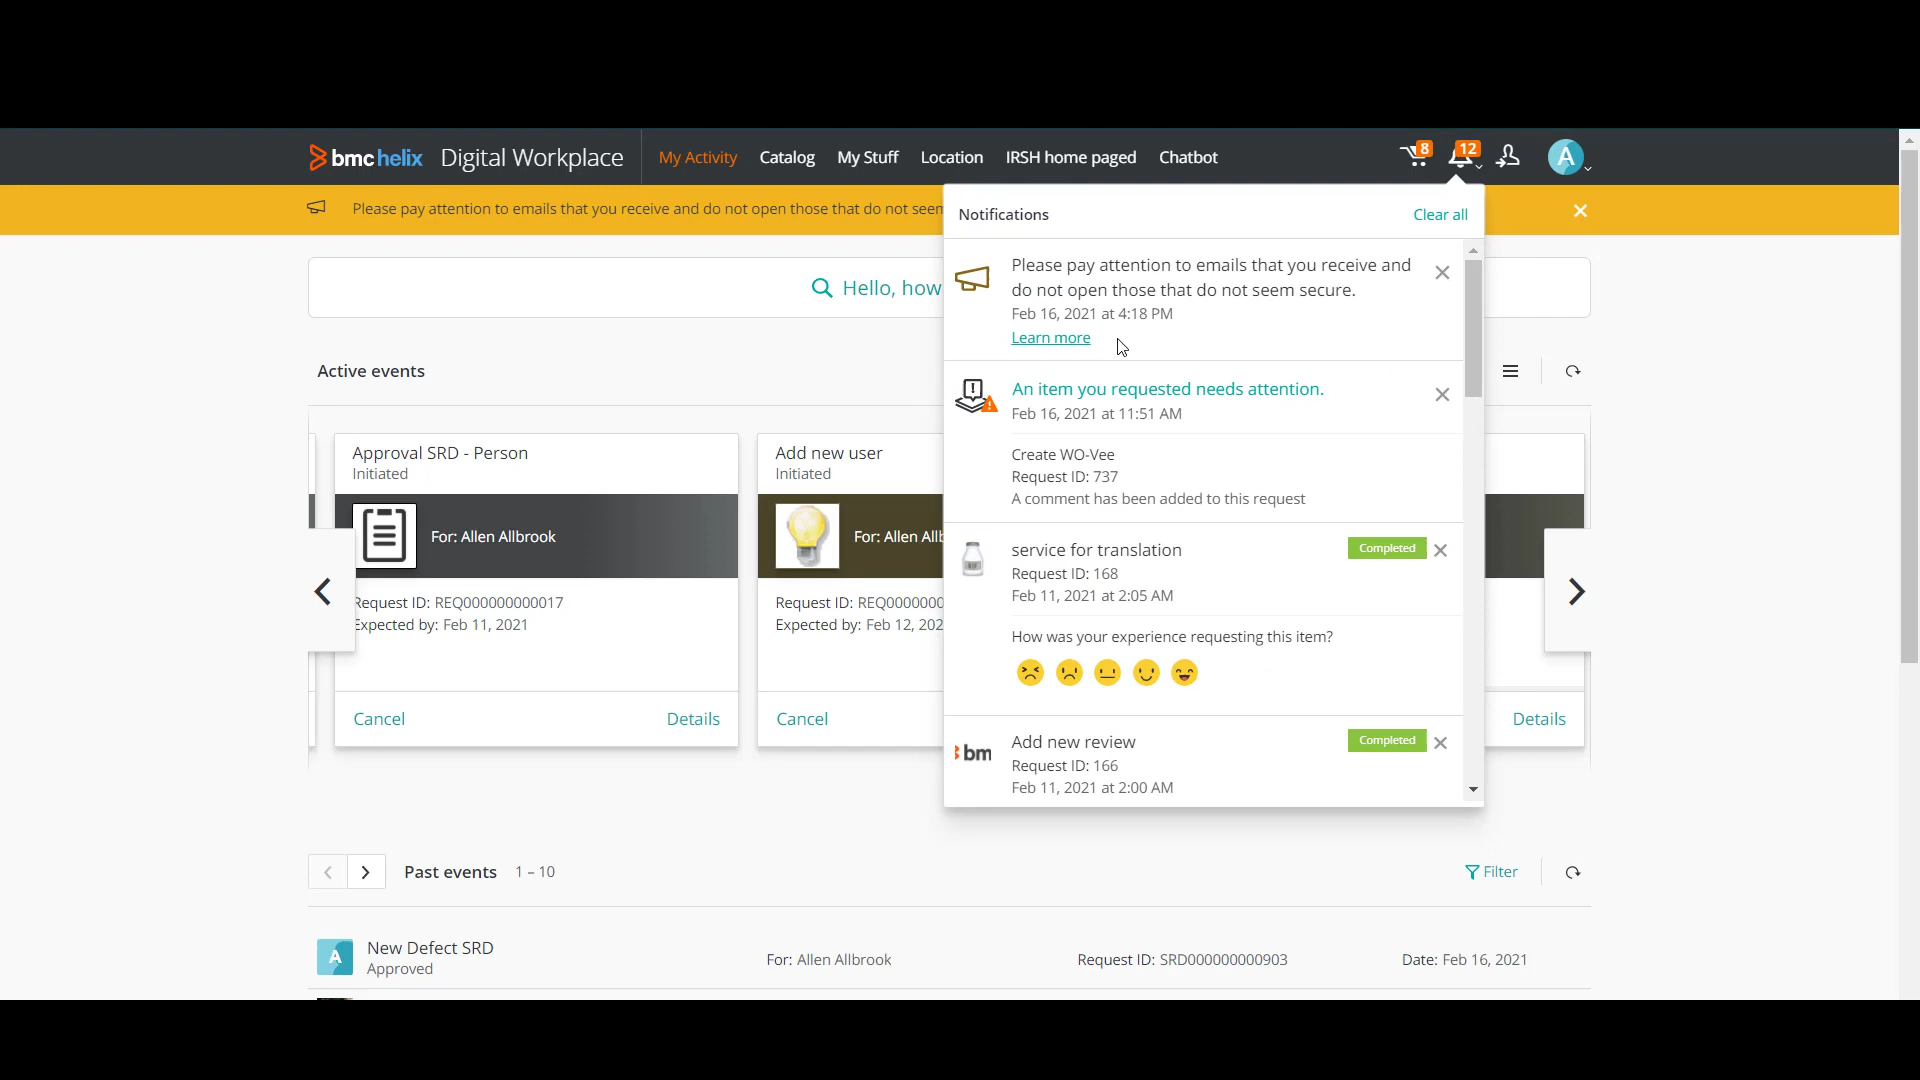 bmc helix Digital Workplace My Activity Catalog My Stuff Location IRSH home paged Chatbot 8 12 A
Please pay attention to emails that you receive and do not open those that do not seem
Notifications Clear all
Please pay attention to emails that you receive and
do not open those that do not seem secure.
Feb 16, 2021 at 4:18 PM
Learn more
An item you requested needs attention.
Feb 16, 2021 at 11:51 AM
Create WO-Vee
Request ID: 737
A comment has been added to this request
service for translation Completed
Request ID: 168
Feb 11, 2021 at 2:05 AM
How was your experience requesting this item?
bm Add new review Completed
Request ID: 166
Feb 11, 2021 at 2:00 AM
Hello, how
Active events
Approval SRD - Person
Initiated
For: Allen Allbrook
Request ID: REQ000000000017
Expected by: Feb 11, 2021
Cancel Details
Add new user
Initiated
For: Allen Allb
Request ID: REQ0000000
Expected by: Feb 12, 202
Cancel
Details
Past events 1 – 10 Filter
A New Defect SRD
Approved
For: Allen Allbrook Request ID: SRD000000000903 Date: Feb 16, 2021